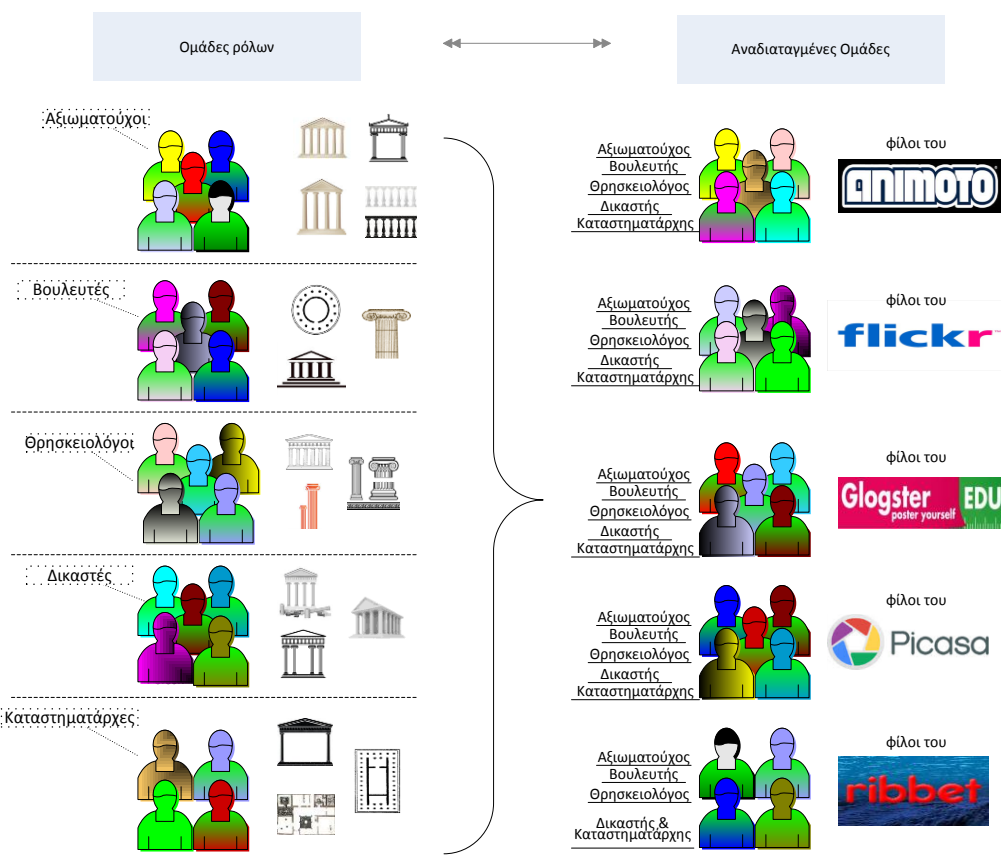 Ομάδες ρόλων
Αναδιαταγμένες Ομάδες
Αξιωματούχοι
Βουλευτές
Θρησκειολόγοι
Δικαστές
Καταστηματάρχες
Αξιωματούχος
Βουλευτής
Θρησκειολόγος
Δικαστής
Καταστηματάρχης
φίλοι του
ANIMOTO
Αξιωματούχος
Βουλευτής
Θρησκειολόγος
Δικαστής
Καταστηματάρχης
φίλοι του
flickr
Αξιωματούχος
Βουλευτής
Θρησκειολόγος
Δικαστής
Καταστηματάρχης
φίλοι του
Glogster EDU
poster yourself
Αξιωματούχος
Βουλευτής
Θρησκειολόγος
Δικαστής
Καταστηματάρχης
φίλοι του
Picasa
Αξιωματούχος
Βουλευτής
Θρησκειολόγος
Δικαστής &
Καταστηματάρχης
φίλοι του
ribbet